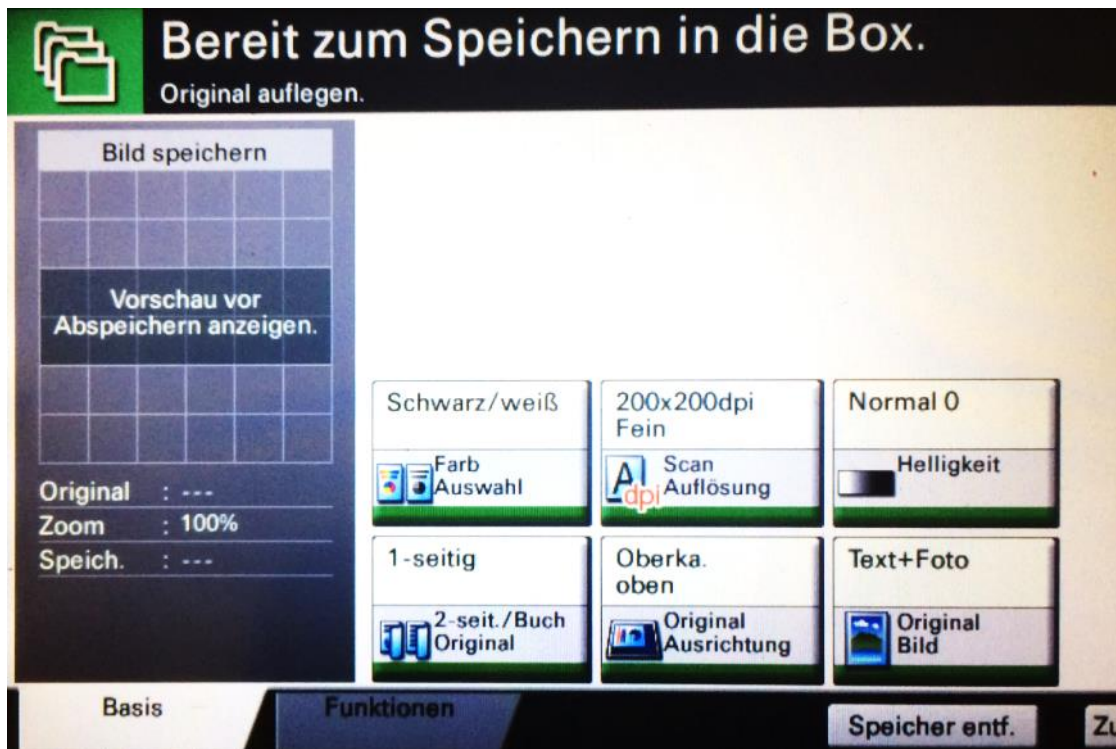 Bereit zum Speichern in die Box.
Original auflegen.
Bild speichern
Vorschau vor
Abspeichern anzeigen.
Original : ---
Zoom : 100%
Speich. : ---
Schwarz/weiß
Farb
Auswahl
200x200dpi
Fein
A
dpi
Scan
Auflösung
Normal 0
Helligkeit
1-seitig
2-seit./Buch
Original
Oberka.
oben
Original
Ausrichtung
Text+Foto
Original
Bild
Basis
Funktionen
Speicher entf.